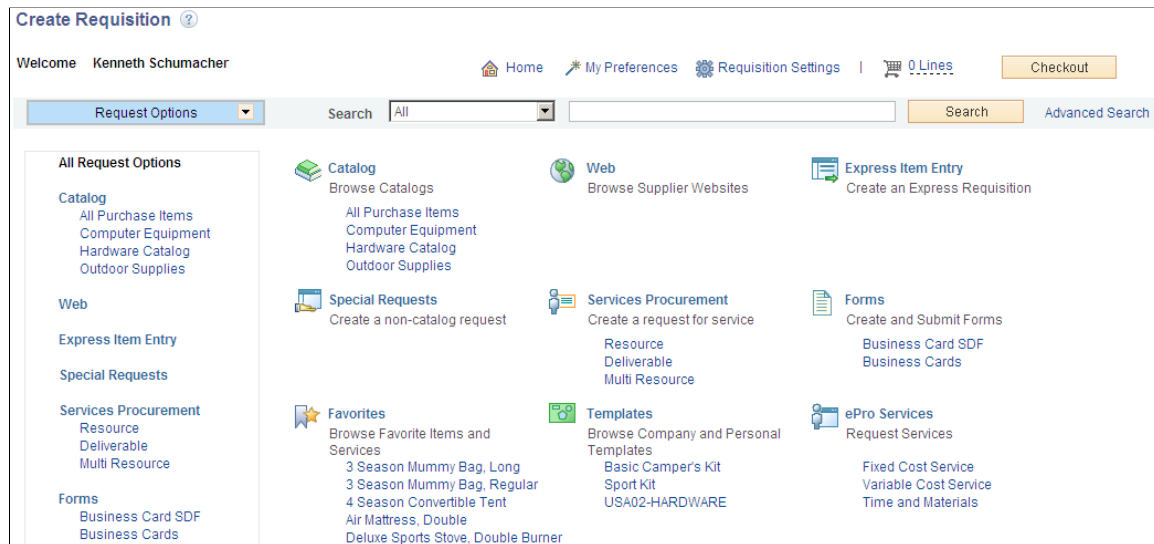 Create Requisition ?
Welcome Kenneth Schumacher
Home My Preferences Requisition Settings | 0 Lines Checkout
Request Options Search All Search Advanced Search
All Request Options
Catalog
All Purchase Items
Computer Equipment
Hardware Catalog
Outdoor Supplies
Web
Express Item Entry
Special Requests
Services Procurement
Resource
Deliverable
Multi Resource
Forms
Business Card SDF
Business Cards
Catalog
Browse Catalogs
All Purchase Items
Computer Equipment
Hardware Catalog
Outdoor Supplies
Web
Browse Supplier Websites
Express Item Entry
Create an Express Requisition
Special Requests
Create a non-catalog request
Services Procurement
Create a request for service
Resource
Deliverable
Multi Resource
Forms
Create and Submit Forms
Business Card SDF
Business Cards
Favorites
Browse Favorite Items and
Services
3 Season Mummy Bag, Long
3 Season Mummy Bag, Regular
4 Season Convertible Tent
Air Mattress, Double
Deluxe Sports Stove, Double Burner
Templates
Browse Company and Personal
Templates
Basic Camper's Kit
Sport Kit
USA02-HARDWARE
ePro Services
Request Services
Fixed Cost Service
Variable Cost Service
Time and Materials